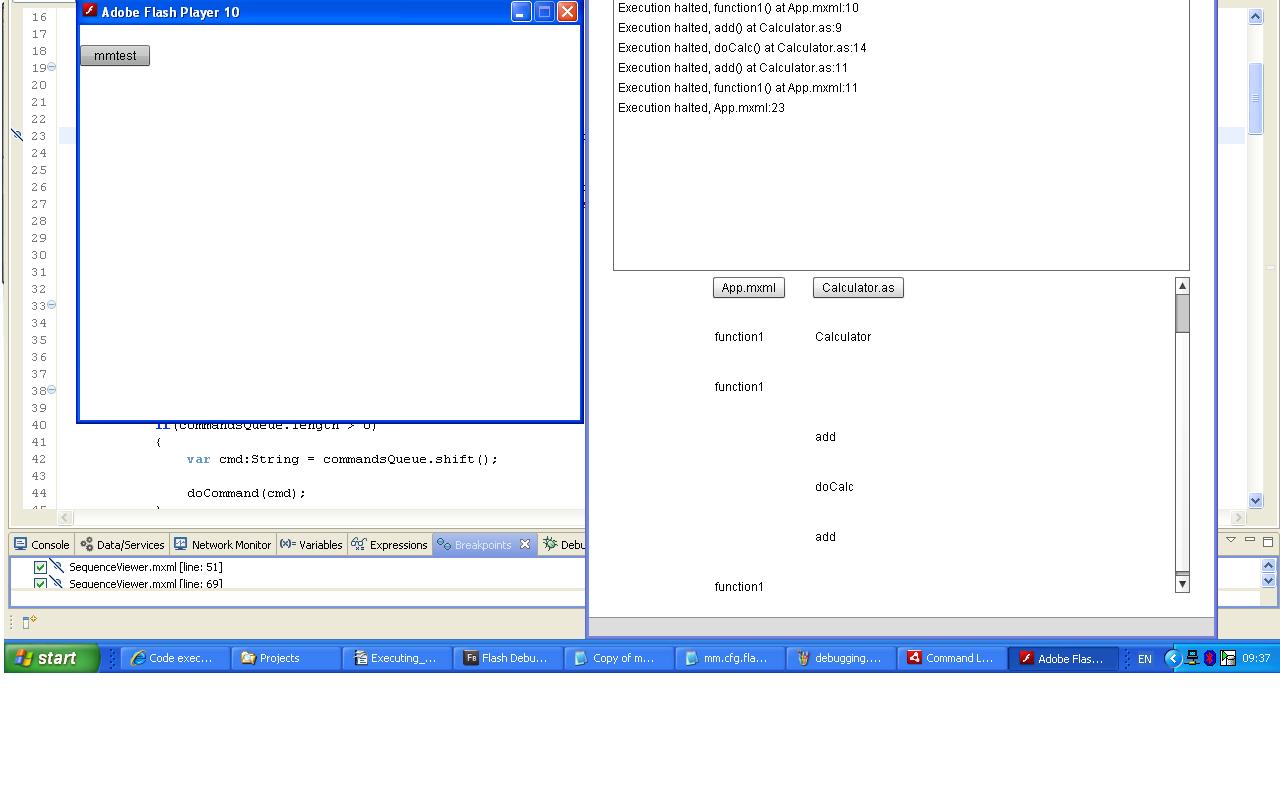 Adobe Flash Player 10
mmtest
16
17
18
19
20
21
22
23
24
25
26
27
28
29
30
31
32
33
34
35
36
37
38
39
40 if(commandsQueue.length > 0)
41 {
42 var cmd:String = commandsQueue.shift();
43
44 doCommand(cmd);
Execution halted, function1() at App.mxml:10
Execution halted, add() at Calculator.as:9
Execution halted, doCalc() at Calculator.as:14
Execution halted, add() at Calculator.as:11
Execution halted, function1() at App.mxml:11
Execution halted, App.mxml:23
App.mxml Calculator.as
function1 Calculator
function1
add
doCalc
add
function1
Console Data/Services Network Monitor (x)= Variables Expressions Breakpoints Debu
SequenceViewer.mxml [line: 51]
SequenceViewer.mxml [line: 69]
start Code exec... Projects Executing_... Flash Debu... Copy of m... mm.cfg.fla... debugging.... Command L... Adobe Flas... EN 09:37